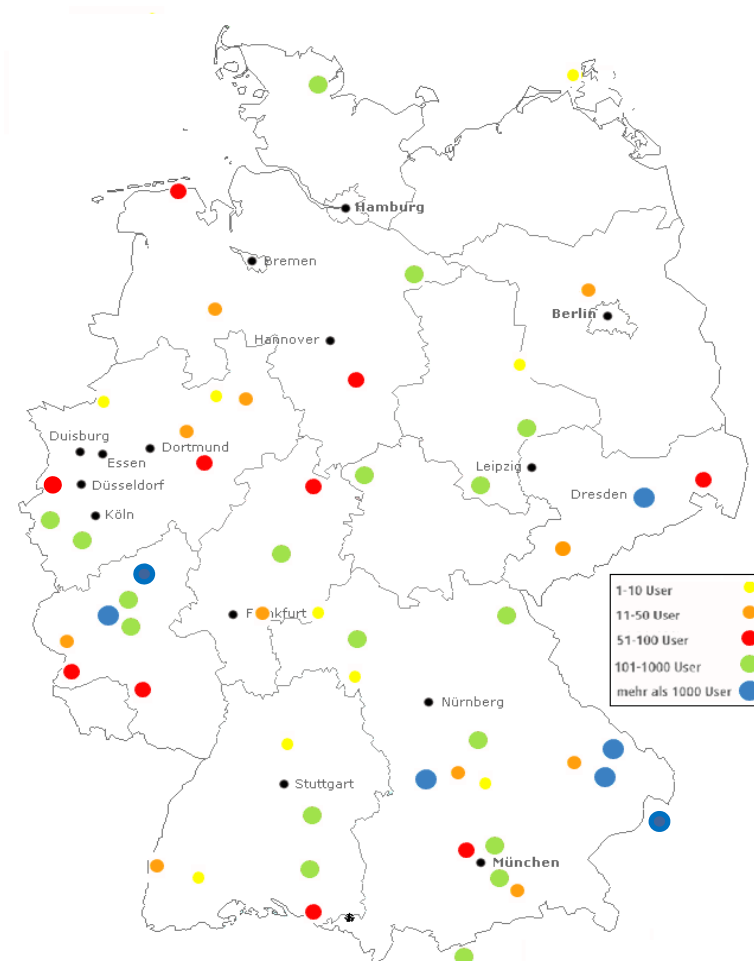 Hamburg
Bremen
Berlin
Hannover
Duisburg
Dortmund
Essen
Leipzig
Düsseldorf
Dresden
Köln
1-10 User
Frankfurt
11-50 User
51-100 User
101-1000 User
mehr als 1000 User
Nürnberg
Stuttgart
München